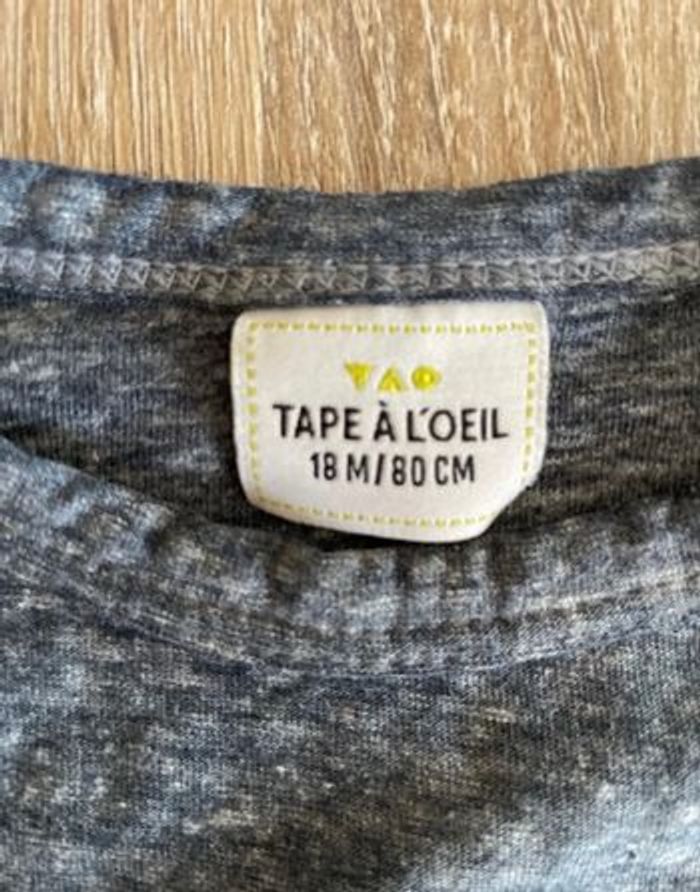 TAO
TAPE À L'OEIL
18 M/80 CM